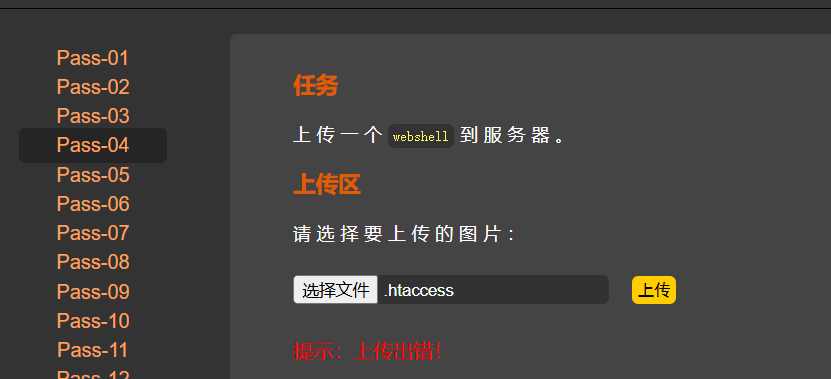 Pass-01
Pass-02
Pass-03
Pass-04
Pass-05
Pass-06
Pass-07
Pass-08
Pass-09
Pass-10
Pass-11
Pass-12
任务
上传一个 webshell 到服务器。
上传区
请选择要上传的图片：
选择文件 .htaccess 上传
提示：上传出错！